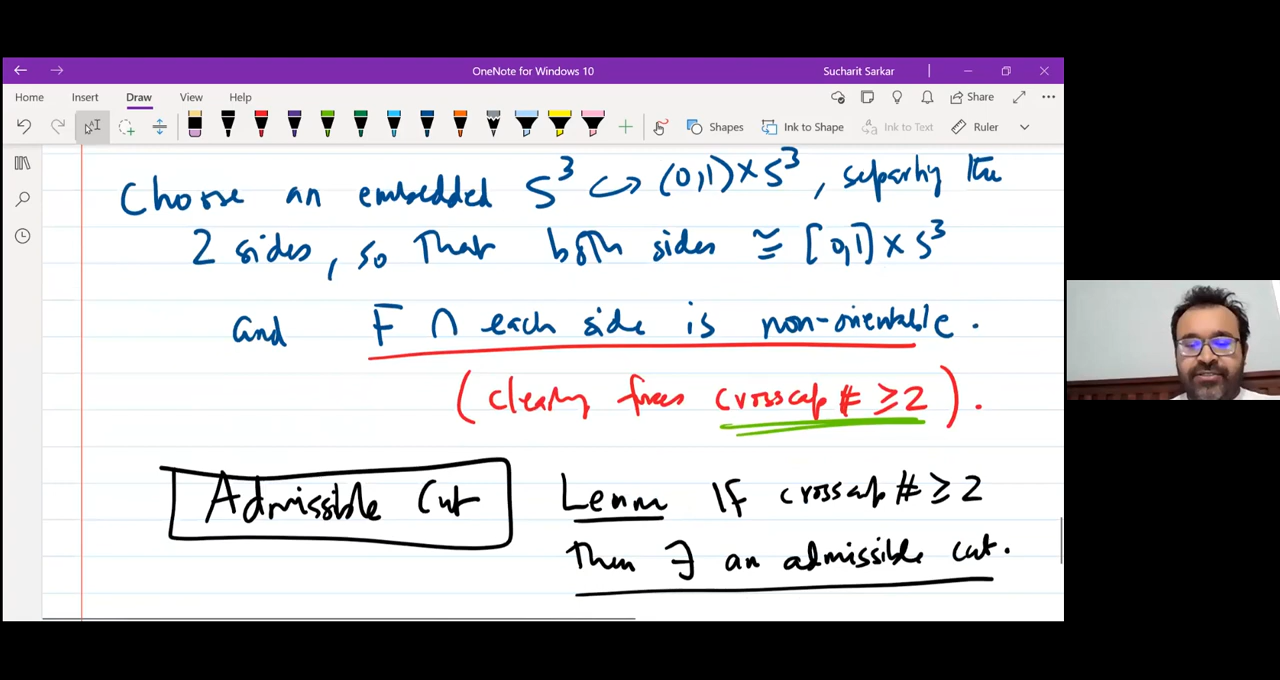 OneNote for Windows 10
Sucharit Sarkar
Home Insert Draw View Help
Share
Shapes Ink to Shape Ink to Text Ruler
Choose an embedded S³ ↪ (0,1)×S³, separating the
2 sides, so that both sides ≅ [0,1]×S³
and F ∩ each side is non-orientable.
(clearly forces crosscap # ≥2).
Admissible Cut
Lemma If crosscap # ≥2
then ∃ an admissible cut.